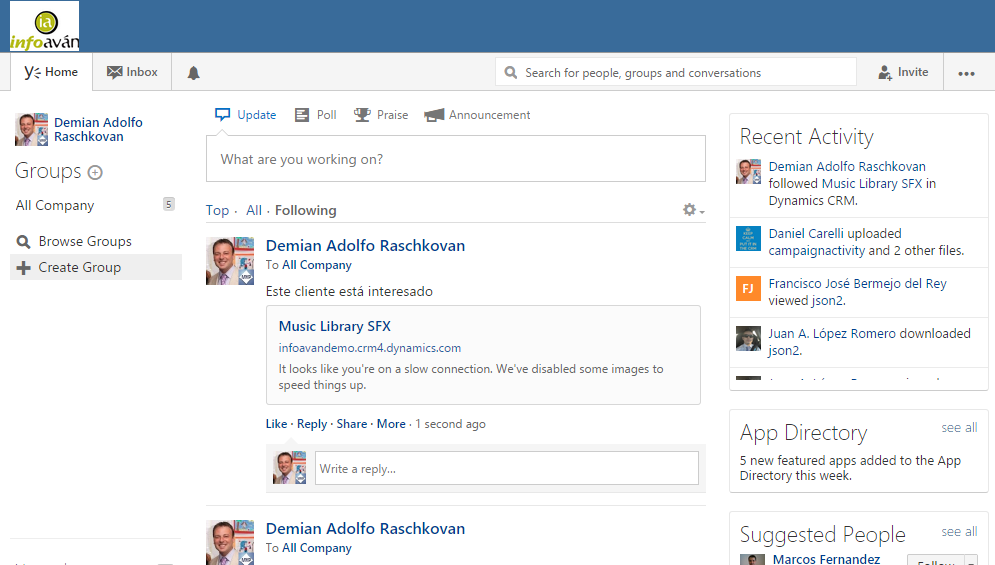 ia
infoaván
Home
Inbox
Search for people, groups and conversations
Invite
Demian Adolfo
Raschkovan
Groups
All Company
5
Browse Groups
Create Group
Update
Poll
Praise
Announcement
What are you working on?
Top · All · Following
Demian Adolfo Raschkovan
To All Company
Este cliente está interesado
Music Library SFX
infoavandemo.crm4.dynamics.com
It looks like you're on a slow connection. We've disabled some images to
speed things up.
Like · Reply · Share · More · 1 second ago
Write a reply...
Demian Adolfo Raschkovan
To All Company
Recent Activity
Demian Adolfo Raschkovan
followed Music Library SFX in
Dynamics CRM.
Daniel Carelli uploaded
campaignactivity and 2 other files.
FJ
Francisco José Bermejo del Rey
viewed json2.
Juan A. López Romero downloaded
json2.
App Directory
see all
5 new featured apps added to the App
Directory this week.
Suggested People
see all
Marcos Fernandez
Follow